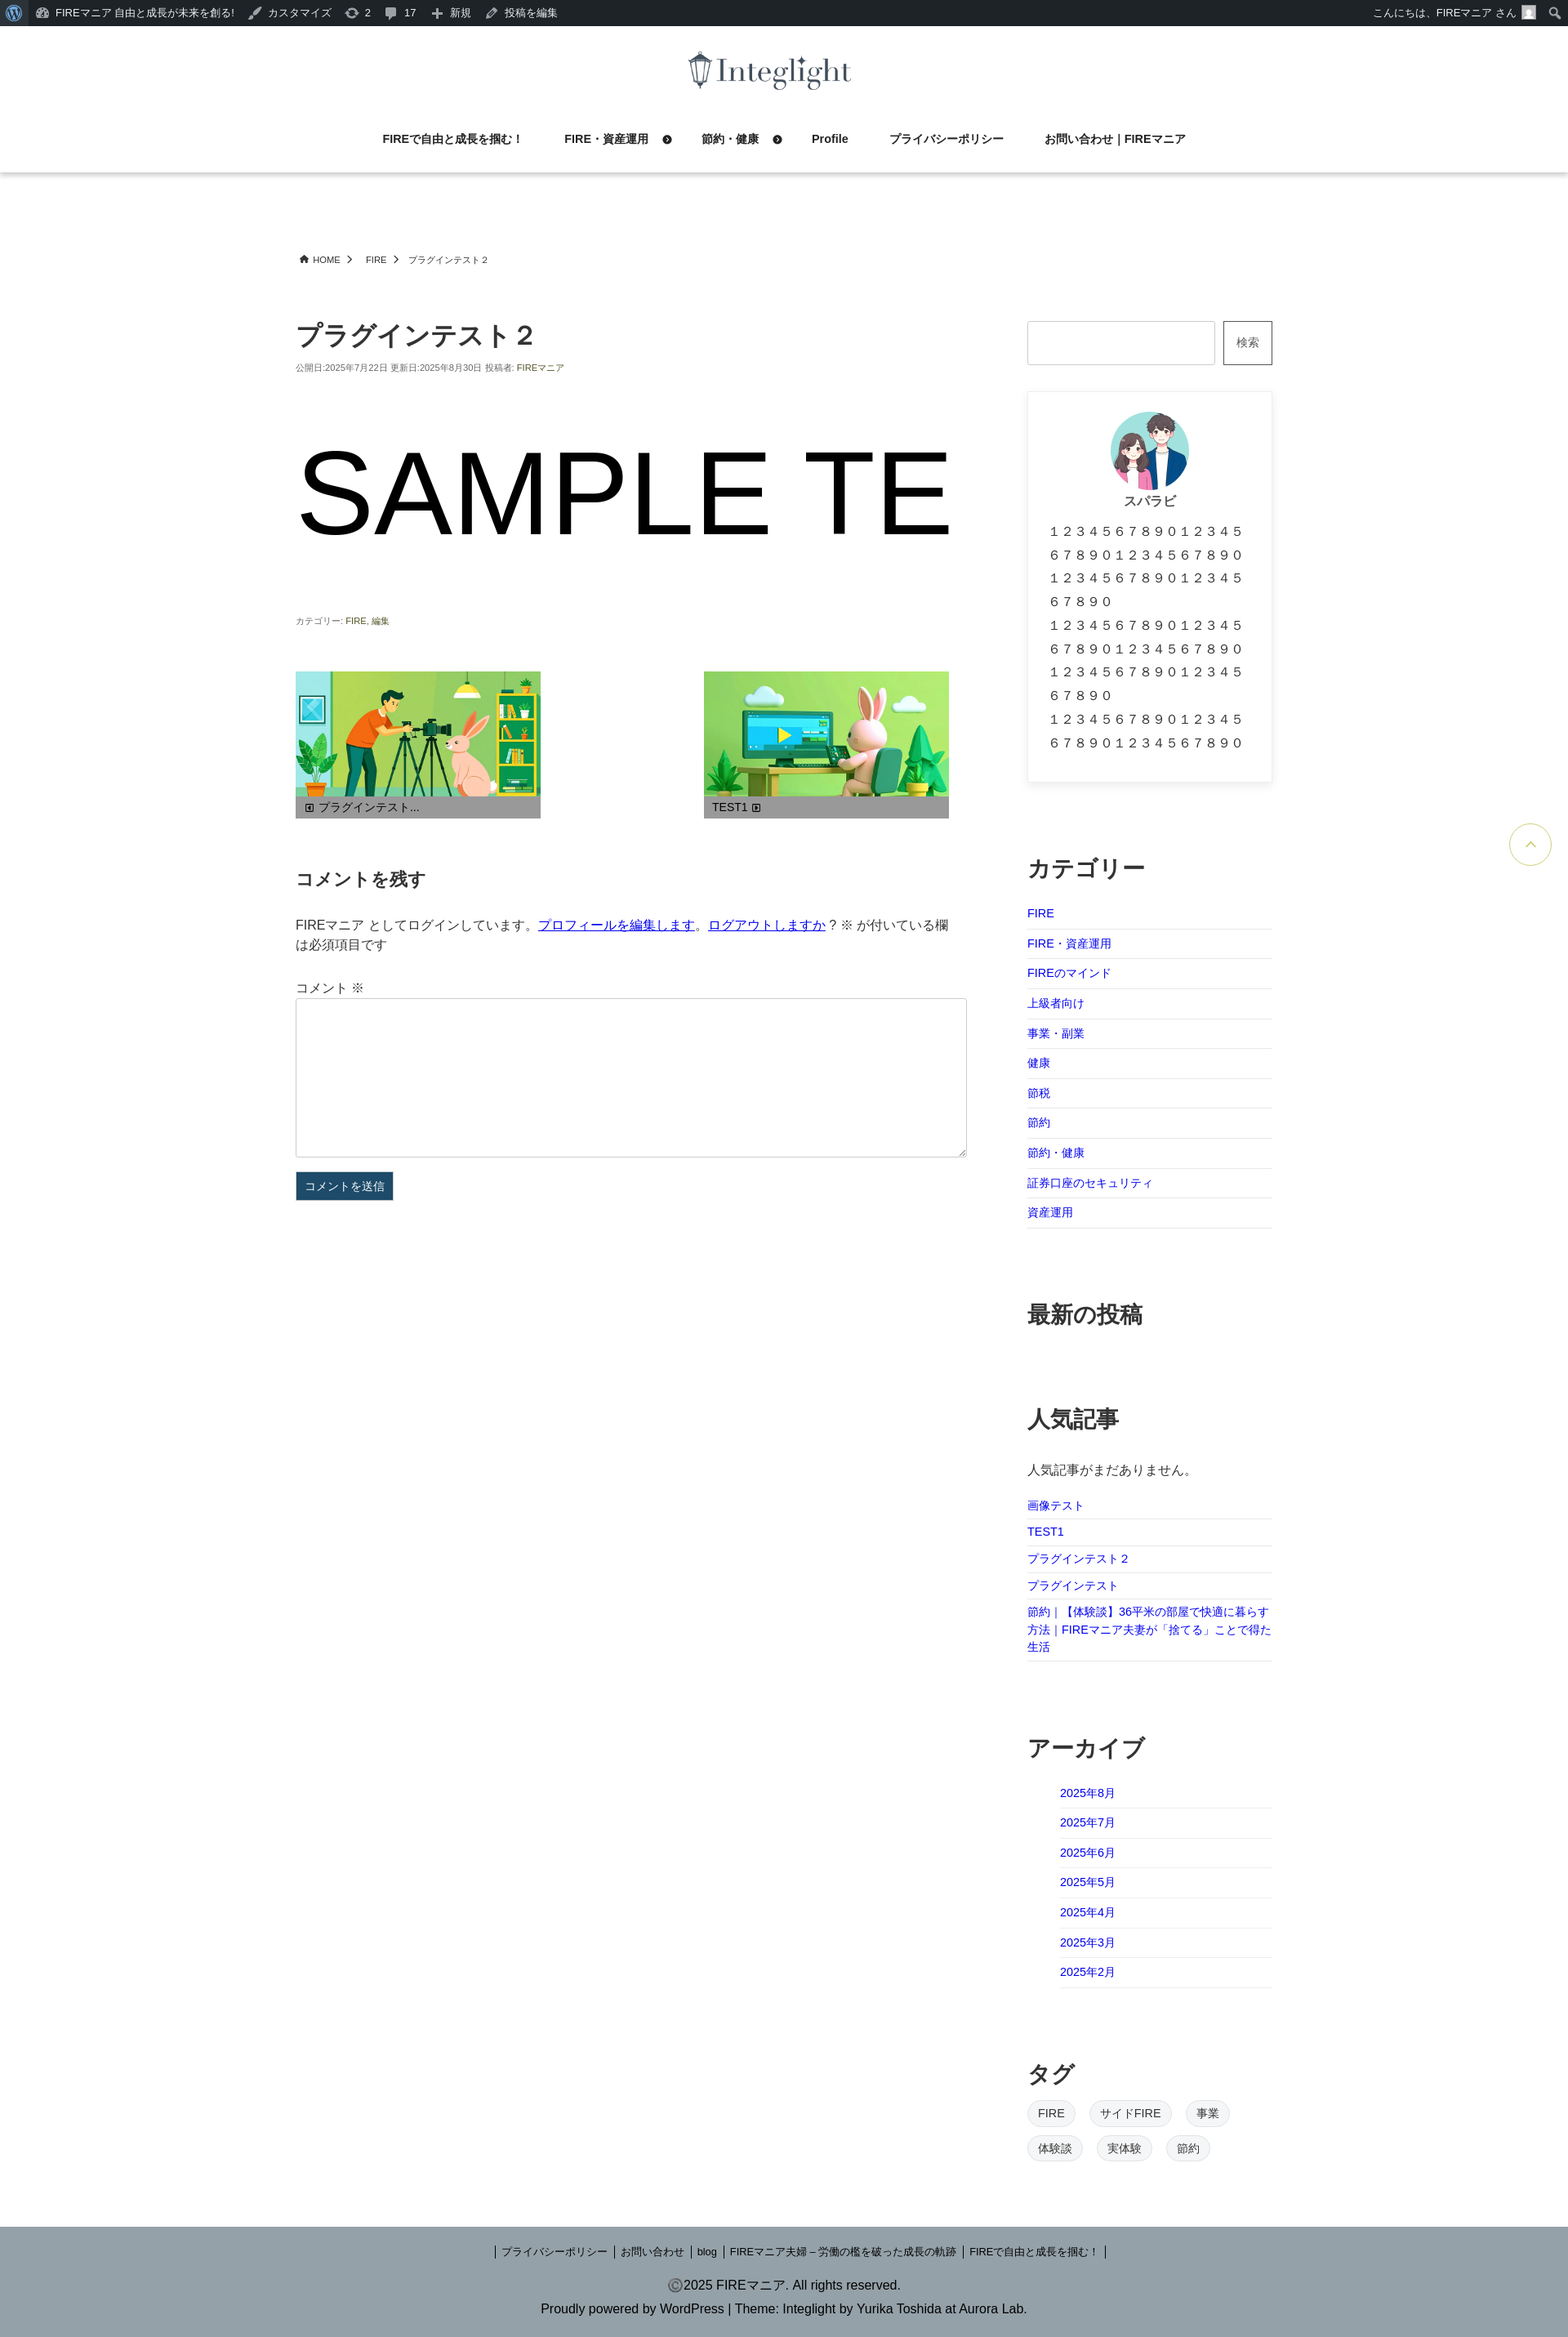 FIREマニア 自由と成長が未来を創る!
カスタマイズ
2
17
新規
投稿を編集
こんにちは、FIREマニア さん
Integlight
FIREで自由と成長を掴む！
FIRE・資産運用
節約・健康
Profile
プライバシーポリシー
お問い合わせ｜FIREマニア
HOME
FIRE
プラグインテスト２
プラグインテスト２
公開日:2025年7月22日 更新日:2025年8月30日 投稿者: FIREマニア
SAMPLE TE
カテゴリー: FIRE, 編集
プラグインテスト...
TEST1
コメントを残す
FIREマニア としてログインしています。プロフィールを編集します。ログアウトしますか ? ※ が付いている欄
は必須項目です
コメント ※
コメントを送信
検索
スパラビ
１２３４５６７８９０１２３４５
６７８９０１２３４５６７８９０
１２３４５６７８９０１２３４５
６７８９０
１２３４５６７８９０１２３４５
６７８９０１２３４５６７８９０
１２３４５６７８９０１２３４５
６７８９０
１２３４５６７８９０１２３４５
６７８９０１２３４５６７８９０
カテゴリー
FIRE
FIRE・資産運用
FIREのマインド
上級者向け
事業・副業
健康
節税
節約
節約・健康
証券口座のセキュリティ
資産運用
最新の投稿
人気記事
人気記事がまだありません。
画像テスト
TEST1
プラグインテスト２
プラグインテスト
節約｜【体験談】36平米の部屋で快適に暮らす
方法｜FIREマニア夫妻が「捨てる」ことで得た
生活
アーカイブ
2025年8月
2025年7月
2025年6月
2025年5月
2025年4月
2025年3月
2025年2月
タグ
FIRE
サイドFIRE
事業
体験談
実体験
節約
プライバシーポリシー
お問い合わせ
blog
FIREマニア夫婦 – 労働の檻を破った成長の軌跡
FIREで自由と成長を掴む！
©2025 FIREマニア. All rights reserved.
Proudly powered by WordPress | Theme: Integlight by Yurika Toshida at Aurora Lab.